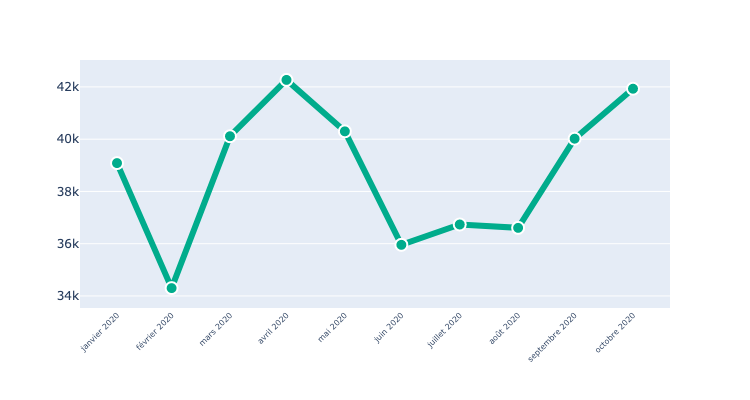 42k
40k
38k
36k
34k
janvier 2020
février 2020
mars 2020
avril 2020
mai 2020
juin 2020
juillet 2020
août 2020
septembre 2020
octobre 2020